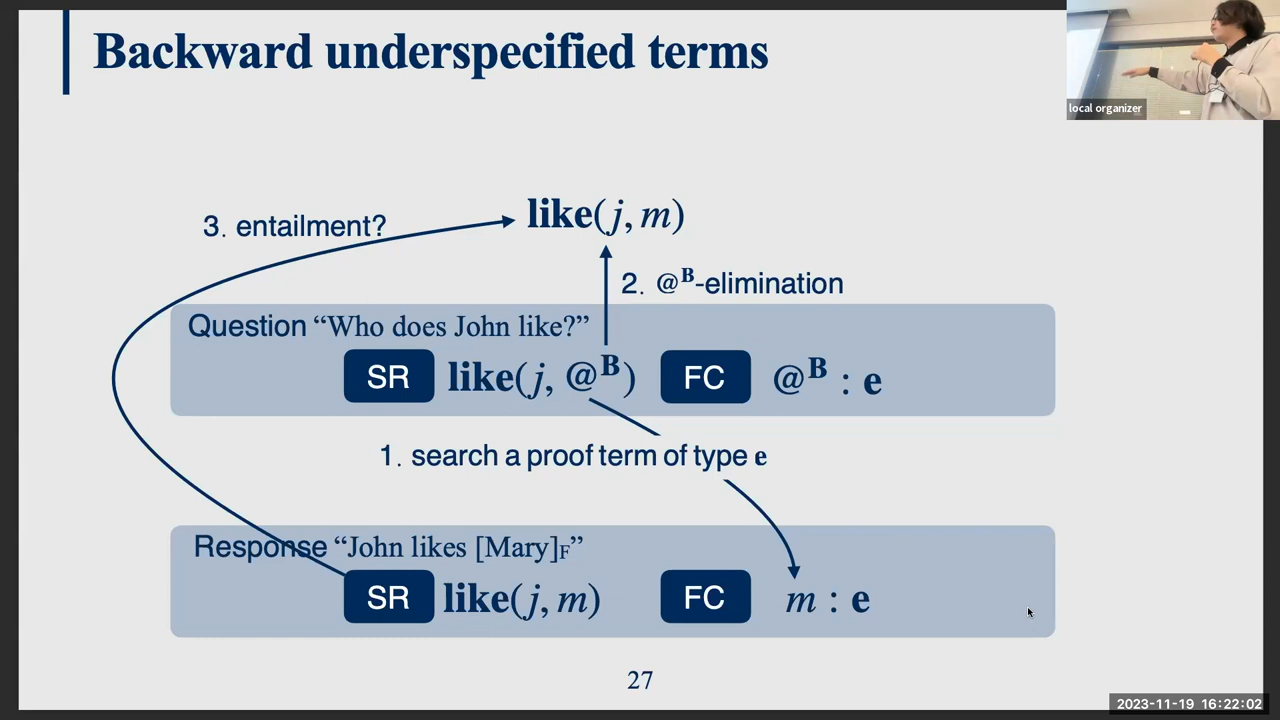 Backward underspecified terms
local organizer
3. entailment?
like(j, m)
2. @ᴮ-elimination
Question “Who does John like?”
SR like(j, @ᴮ) FC @ᴮ : e
1. search a proof term of type e
Response “John likes [Mary]F”
SR like(j, m) FC m : e
27
2023-11-19 16:22:02